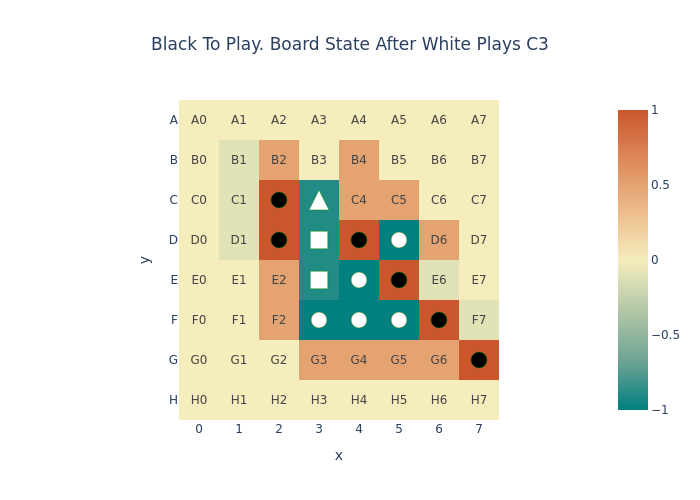 Black To Play. Board State After White Plays C3
A A0 A1 A2 A3 A4 A5 A6 A7
B B0 B1 B2 B3 B4 B5 B6 B7
C C0 C1 C4 C5 C6 C7
D D0 D1 D6 D7
E E0 E1 E2 E6 E7
F F0 F1 F2 F7
G G0 G1 G2 G3 G4 G5 G6
H H0 H1 H2 H3 H4 H5 H6 H7
0 1 2 3 4 5 6 7
x
y
1
0.5
0
−0.5
−1